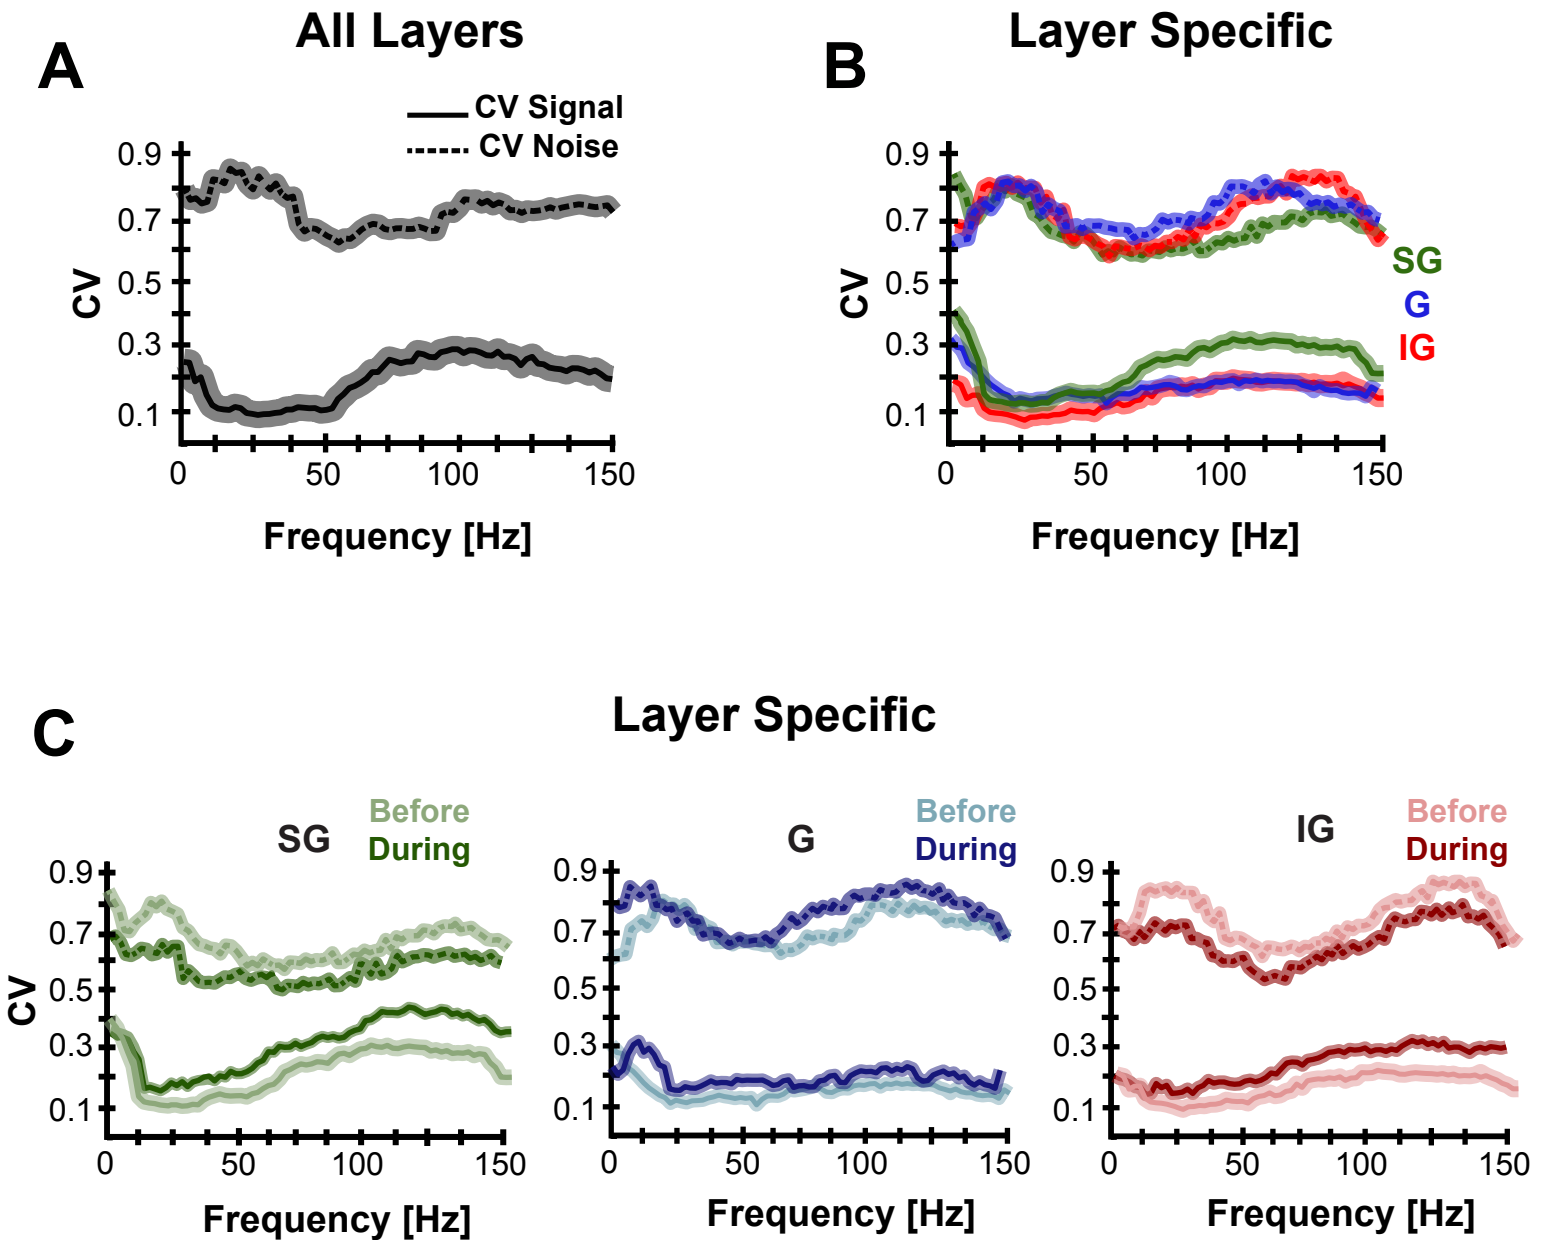 All Layers
Layer Specific
A
B
CV Signal
CV Noise
0.9
0.7
0.5
0.3
0.1
CV
0
50
100
150
Frequency [Hz]
0.9
0.7
0.5
0.3
0.1
CV
SG
G
IG
0
50
100
150
Frequency [Hz]
C
Layer Specific
SG
Before
During
0.9
0.7
0.5
0.3
0.1
CV
0
50
100
150
Frequency [Hz]
G
Before
During
0.9
0.7
0.5
0.3
0.1
0
50
100
150
Frequency [Hz]
IG
Before
During
0.9
0.7
0.5
0.3
0.1
0
50
100
150
Frequency [Hz]